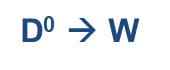 D⁰ → W